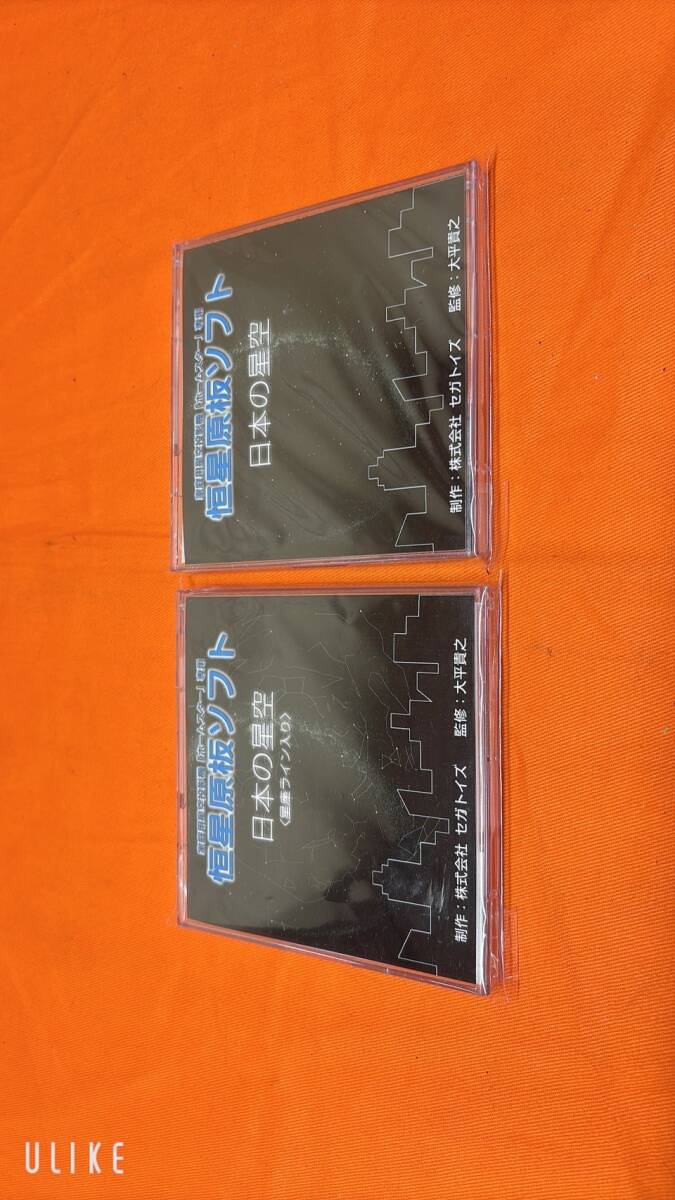 家庭用星空投影機「ホームスター」専用
恒星原板ソフト
日本の星空
〈星座ライン入り〉
制作：株式会社 セガトイズ　監修：大平貴之
家庭用星空投影機「ホームスター」専用
恒星原板ソフト
日本の星空
制作：株式会社 セガトイズ　監修：大平貴之
ULIKE